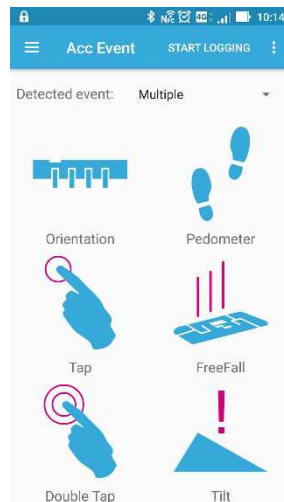 10:14
Acc Event START LOGGING
Detected event: Multiple
Orientation Pedometer
Tap FreeFall
!
Double Tap Tilt